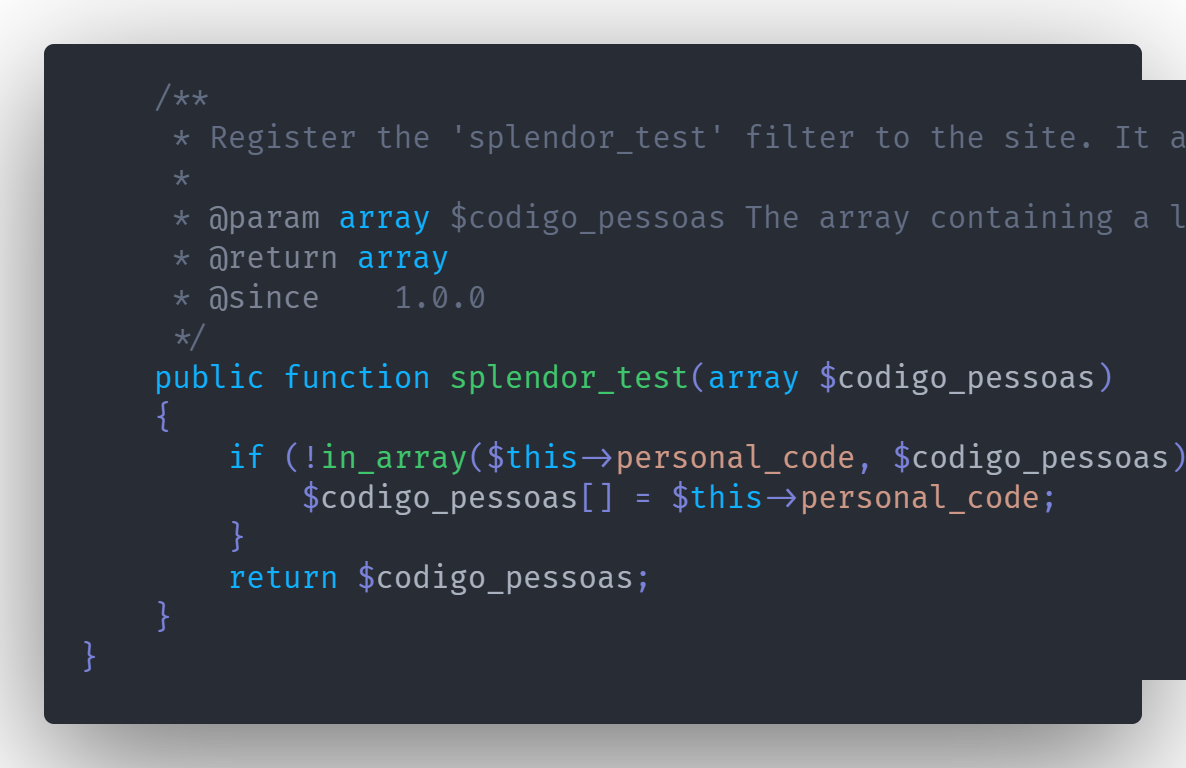 /**
* Register the 'splendor_test' filter to the site. It a
*
* @param array $codigo_pessoas The array containing a l
* @return array
* @since    1.0.0
*/
public function splendor_test(array $codigo_pessoas)
{
if (!in_array($this->personal_code, $codigo_pessoas)
$codigo_pessoas[] = $this->personal_code;
}
return $codigo_pessoas;
}
}